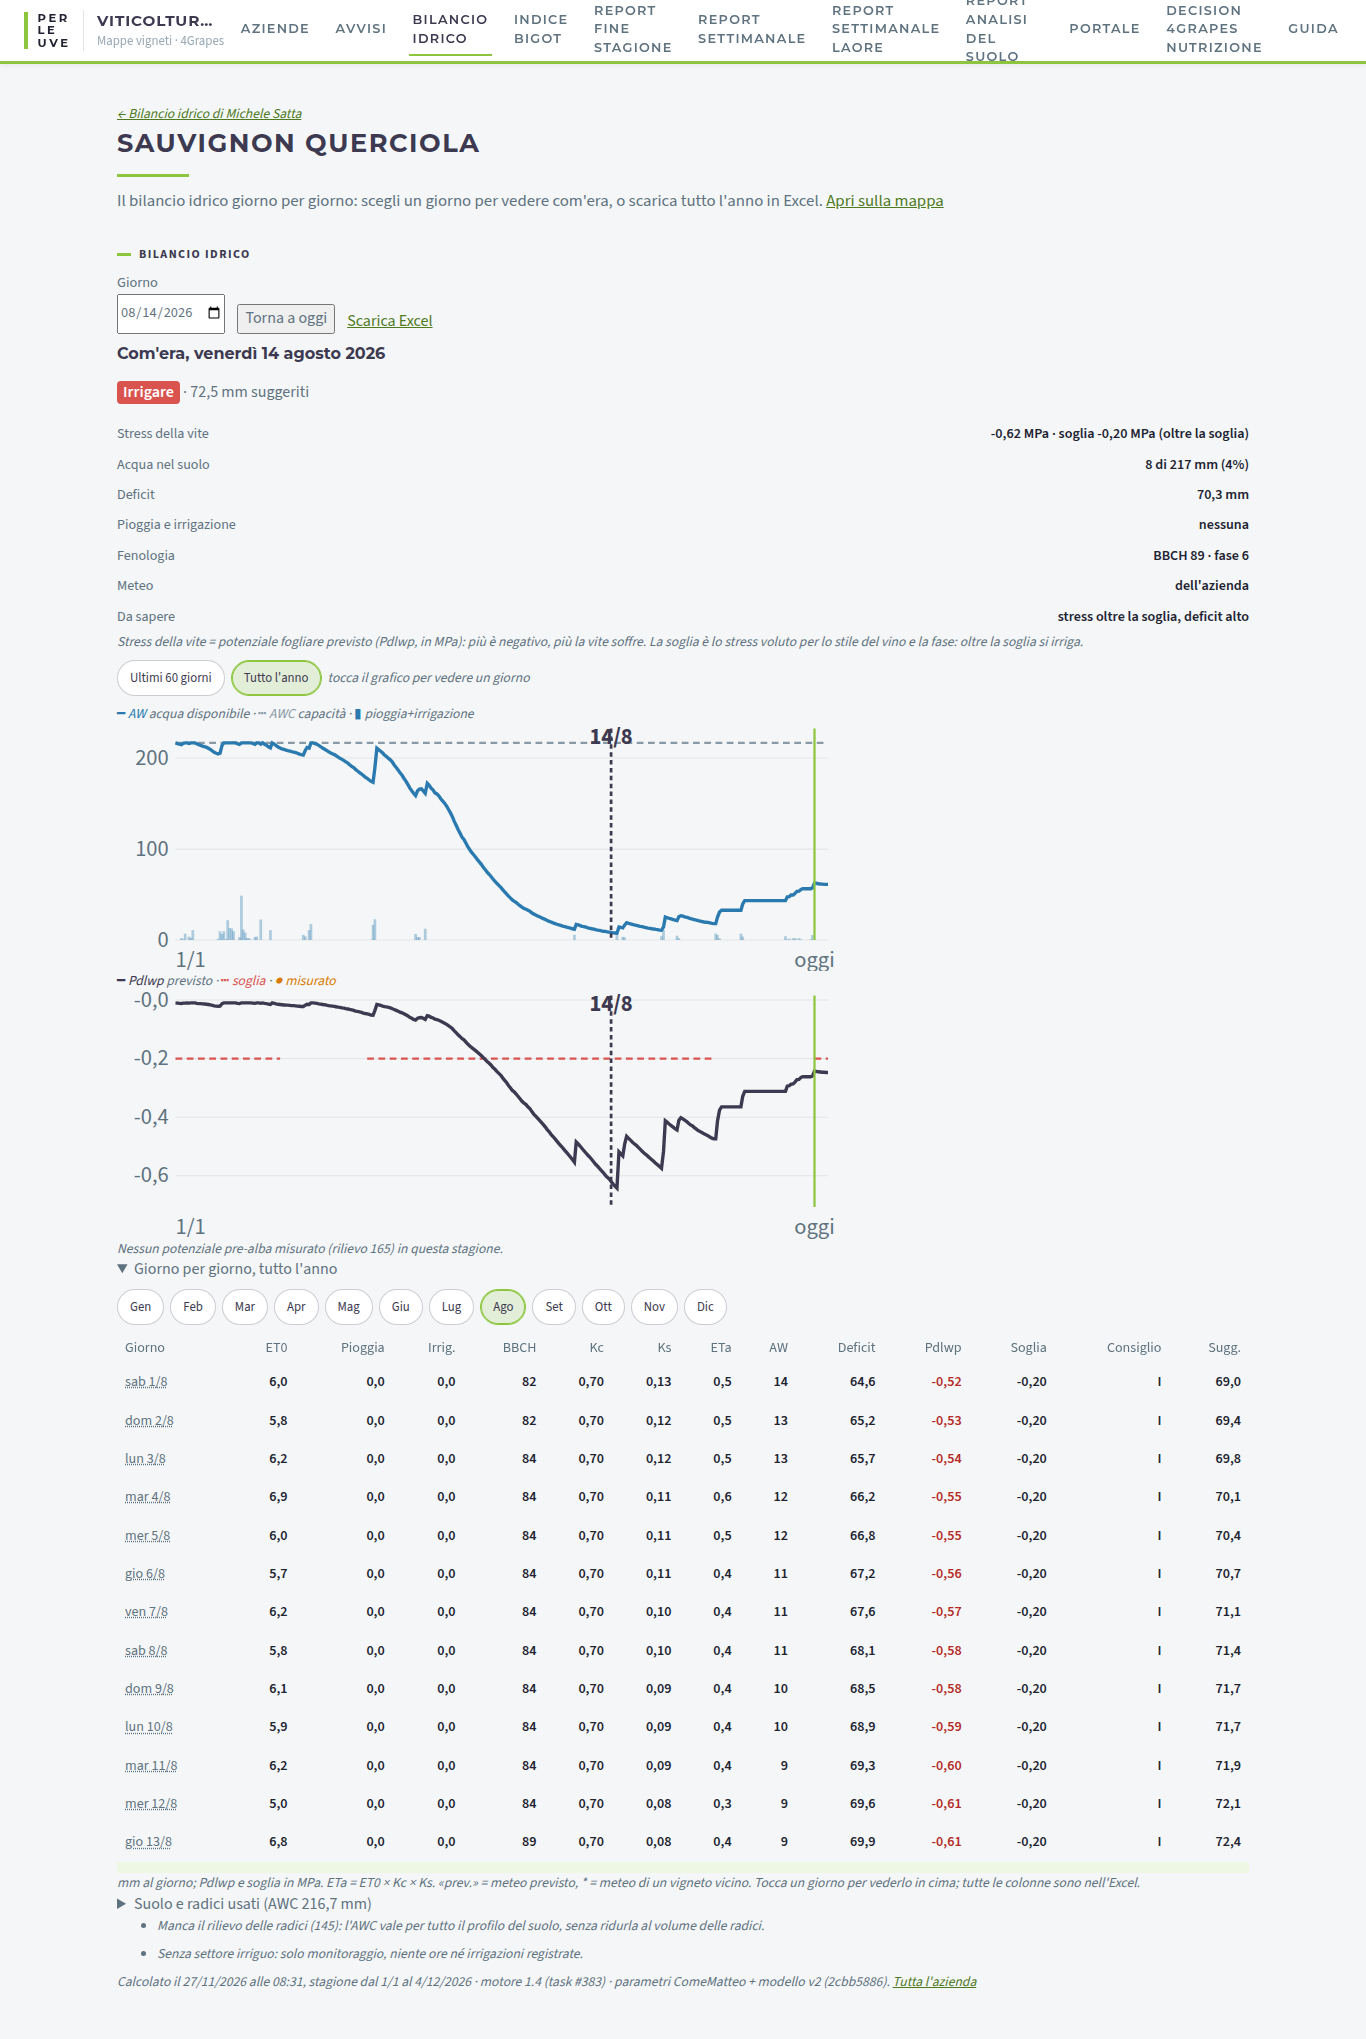 PER
LE
UVE
VITICOLTUR...
Mappe vigneti · 4Grapes
AZIENDE
AVVISI
BILANCIO
IDRICO
INDICE
BIGOT
REPORT
FINE
STAGIONE
REPORT
SETTIMANALE
REPORT
SETTIMANALE
LAORE
REPORT
ANALISI
DEL
SUOLO
PORTALE
DECISION
4GRAPES
NUTRIZIONE
GUIDA
← Bilancio idrico di Michele Satta
SAUVIGNON QUERCIOLA
Il bilancio idrico giorno per giorno: scegli un giorno per vedere com'era, o scarica tutto l'anno in Excel. Apri sulla mappa
BILANCIO IDRICO
Giorno
08/14/2026 Torna a oggi Scarica Excel
Com'era, venerdì 14 agosto 2026
Irrigare · 72,5 mm suggeriti
Stress della vite -0,62 MPa · soglia -0,20 MPa (oltre la soglia)
Acqua nel suolo 8 di 217 mm (4%)
Deficit 70,3 mm
Pioggia e irrigazione nessuna
Fenologia BBCH 89 · fase 6
Meteo dell'azienda
Da sapere stress oltre la soglia, deficit alto
Stress della vite = potenziale fogliare previsto (Pdlwp, in MPa): più è negativo, più la vite soffre. La soglia è lo stress voluto per lo stile del vino e la fase: oltre la soglia si irriga.
Ultimi 60 giorni Tutto l'anno tocca il grafico per vedere un giorno
AW acqua disponibile · AWC capacità · pioggia+irrigazione
14/8
200
100
0
1/1 oggi
Pdlwp previsto · soglia · misurato
14/8
-0,0
-0,2
-0,4
-0,6
1/1 oggi
Nessun potenziale pre-alba misurato (rilievo 165) in questa stagione.
▼ Giorno per giorno, tutto l'anno
Gen Feb Mar Apr Mag Giu Lug Ago Set Ott Nov Dic
Giorno ET0 Pioggia Irrig. BBCH Kc Ks ETa AW Deficit Pdlwp Soglia Consiglio Sugg.
sab 1/8 6,0 0,0 0,0 82 0,70 0,13 0,5 14 64,6 -0,52 -0,20 I 69,0
dom 2/8 5,8 0,0 0,0 82 0,70 0,12 0,5 13 65,2 -0,53 -0,20 I 69,4
lun 3/8 6,2 0,0 0,0 84 0,70 0,12 0,5 13 65,7 -0,54 -0,20 I 69,8
mar 4/8 6,9 0,0 0,0 84 0,70 0,11 0,6 12 66,2 -0,55 -0,20 I 70,1
mer 5/8 6,0 0,0 0,0 84 0,70 0,11 0,5 12 66,8 -0,55 -0,20 I 70,4
gio 6/8 5,7 0,0 0,0 84 0,70 0,11 0,4 11 67,2 -0,56 -0,20 I 70,7
ven 7/8 6,2 0,0 0,0 84 0,70 0,10 0,4 11 67,6 -0,57 -0,20 I 71,1
sab 8/8 5,8 0,0 0,0 84 0,70 0,10 0,4 11 68,1 -0,58 -0,20 I 71,4
dom 9/8 6,1 0,0 0,0 84 0,70 0,09 0,4 10 68,5 -0,58 -0,20 I 71,7
lun 10/8 5,9 0,0 0,0 84 0,70 0,09 0,4 10 68,9 -0,59 -0,20 I 71,7
mar 11/8 6,2 0,0 0,0 84 0,70 0,09 0,4 9 69,3 -0,60 -0,20 I 71,9
mer 12/8 5,0 0,0 0,0 84 0,70 0,08 0,3 9 69,6 -0,61 -0,20 I 72,1
gio 13/8 6,8 0,0 0,0 89 0,70 0,08 0,4 9 69,9 -0,61 -0,20 I 72,4
mm al giorno; Pdlwp e soglia in MPa. ETa = ET0 × Kc × Ks. «prev.» = meteo previsto, * = meteo di un vigneto vicino. Tocca un giorno per vederlo in cima; tutte le colonne sono nell'Excel.
▶ Suolo e radici usati (AWC 216,7 mm)
• Manca il rilievo delle radici (145): l'AWC vale per tutto il profilo del suolo, senza ridurla al volume delle radici.
• Senza settore irriguo: solo monitoraggio, niente ore né irrigazioni registrate.
Calcolato il 27/11/2026 alle 08:31, stagione dal 1/1 al 4/12/2026 · motore 1.4 (task #383) · parametri ComeMatteo + modello v2 (2cbb5886). Tutta l'azienda